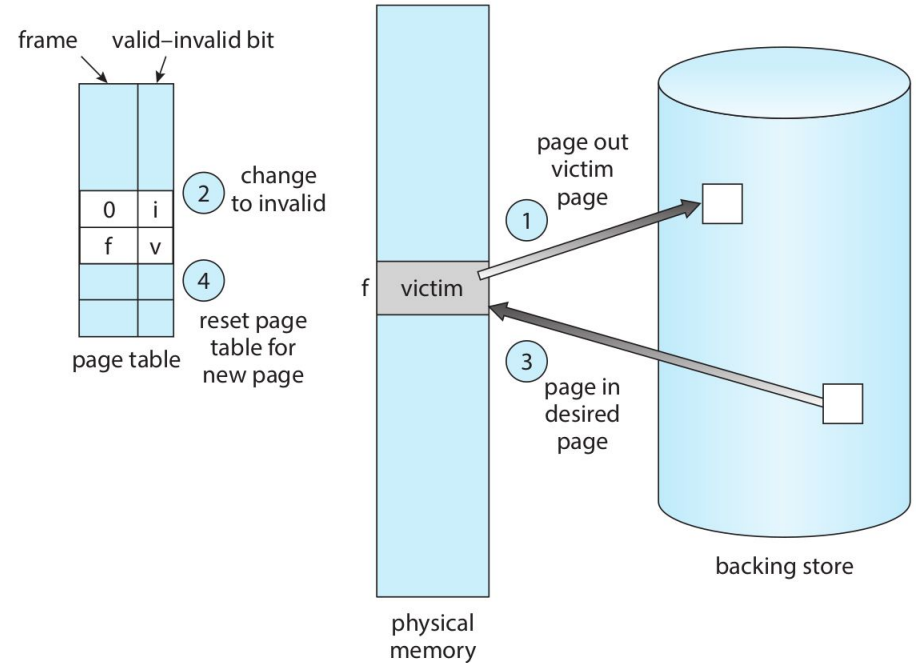 frame
valid–invalid bit
0 i
f v
2
change
to invalid
4
reset page
table for
new page
page table
f
victim
physical
memory
1
page out
victim
page
3
page in
desired
page
backing store